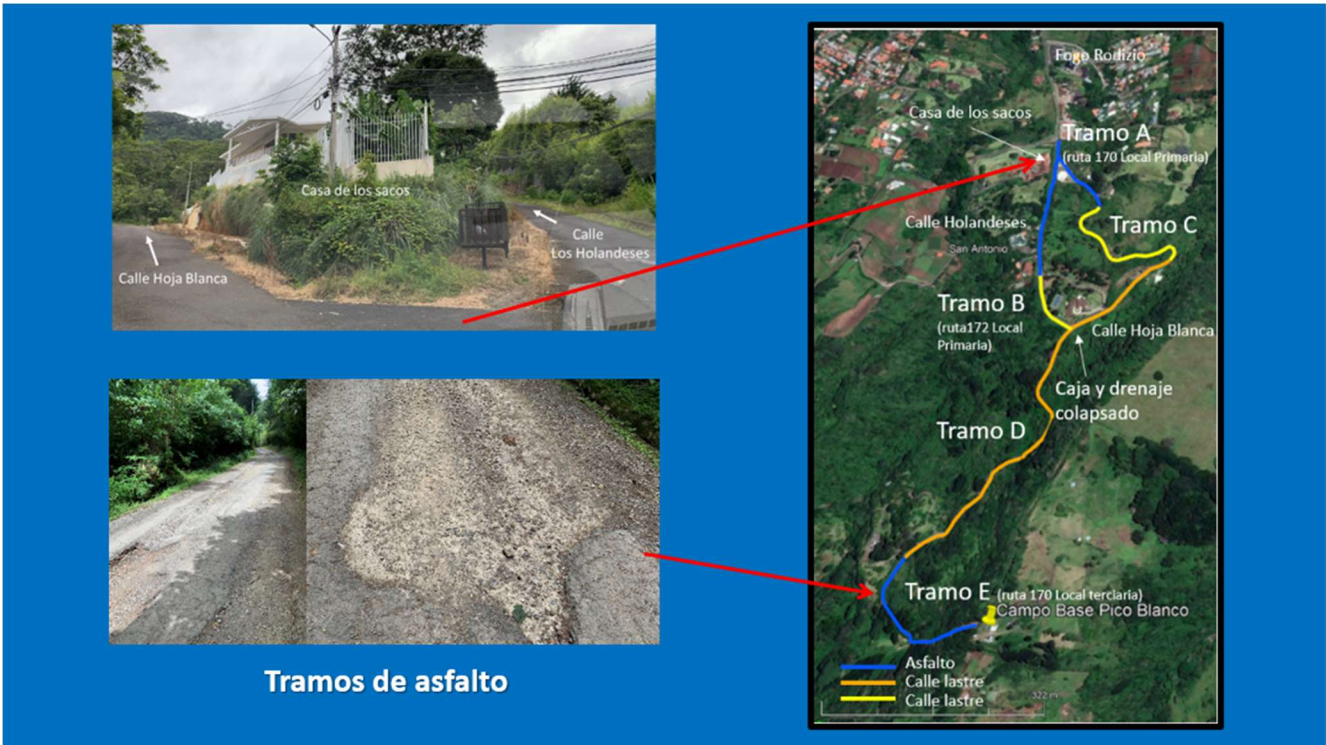 Casa de los sacos
Calle Hoja Blanca
Calle
Los Holandeses
Tramos de asfalto
Fogo Rodizio
Casa de los sacos
Tramo A
(ruta 170 Local Primaria)
Calle Holandeses
San Antonio
Tramo C
Tramo B
(ruta172 Local
Primaria)
Calle Hoja Blanca
Caja y drenaje
colapsado
Tramo D
Tramo E (ruta 170 Local terciaria)
Campo Base Pico Blanco
Asfalto
Calle lastre
Calle lastre
322 m